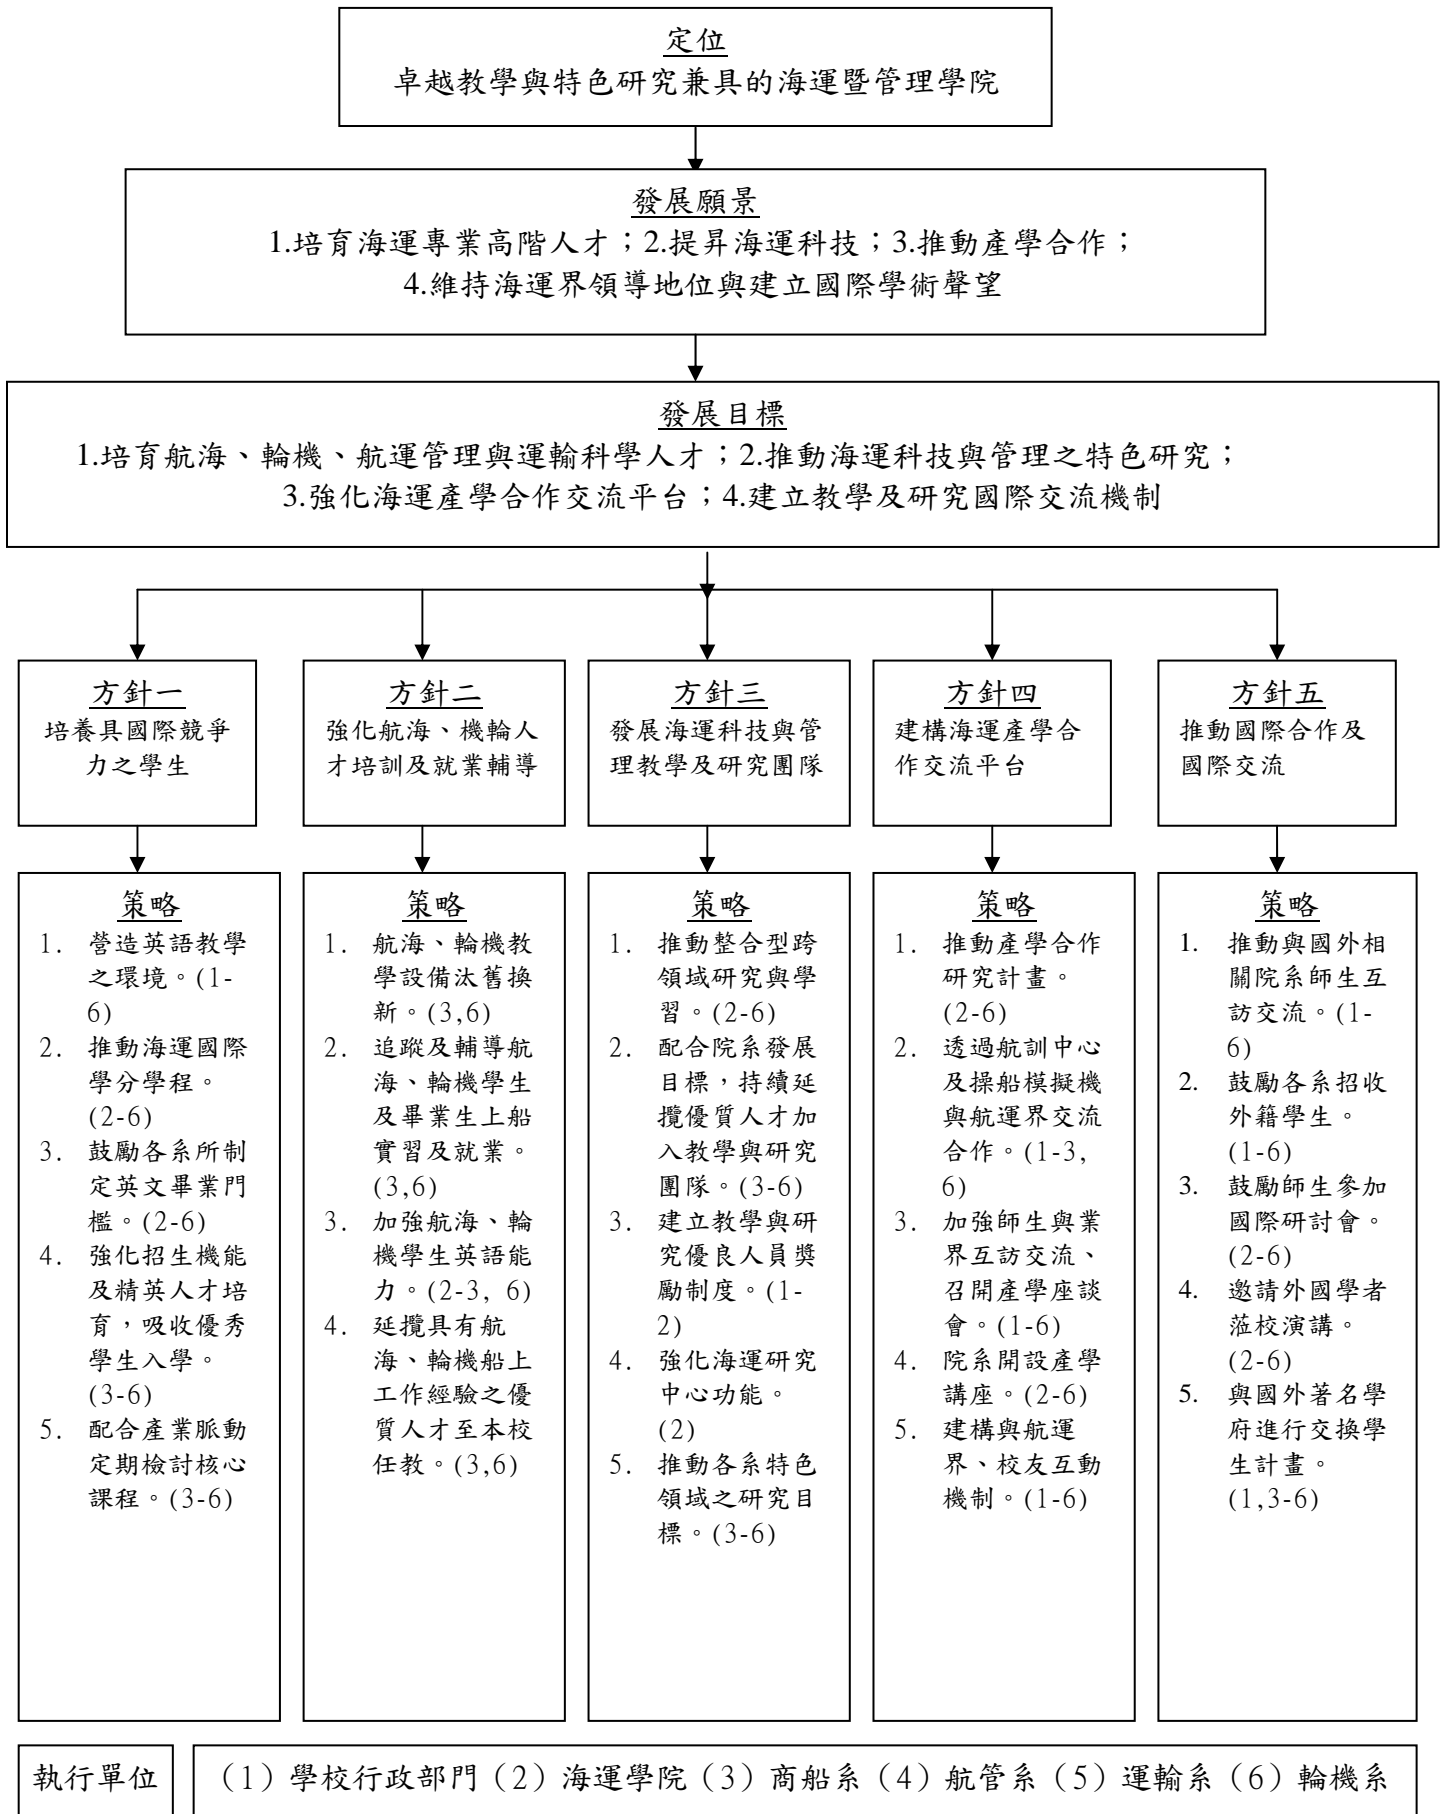 定位
卓越教學與特色研究兼具的海運暨管理學院
發展願景
1.培育海運專業高階人才；2.提昇海運科技；3.推動產學合作；
4.維持海運界領導地位與建立國際學術聲望
發展目標
1.培育航海、輪機、航運管理與運輸科學人才；2.推動海運科技與管理之特色研究；
3.強化海運產學合作交流平台；4.建立教學及研究國際交流機制
方針一
培養具國際競爭
力之學生
方針二
強化航海、機輪人
才培訓及就業輔導
方針三
發展海運科技與管
理教學及研究團隊
方針四
建構海運產學合
作交流平台
方針五
推動國際合作及
國際交流
策略
1. 營造英語教學
之環境。(1-
6)
2. 推動海運國際
學分學程。
(2-6)
3. 鼓勵各系所制
定英文畢業門
檻。(2-6)
4. 強化招生機能
及精英人才培
育，吸收優秀
學生入學。
(3-6)
5. 配合產業脈動
定期檢討核心
課程。(3-6)
策略
1. 航海、輪機教
學設備汰舊換
新。(3,6)
2. 追蹤及輔導航
海、輪機學生
及畢業生上船
實習及就業。
(3,6)
3. 加強航海、輪
機學生英語能
力。(2-3, 6)
4. 延攬具有航
海、輪機船上
工作經驗之優
質人才至本校
任教。(3,6)
策略
1. 推動整合型跨
領域研究與學
習。(2-6)
2. 配合院系發展
目標，持續延
攬優質人才加
入教學與研究
團隊。(3-6)
3. 建立教學與研
究優良人員獎
勵制度。(1-
2)
4. 強化海運研究
中心功能。
(2)
5. 推動各系特色
領域之研究目
標。(3-6)
策略
1. 推動產學合作
研究計畫。
(2-6)
2. 透過航訓中心
及操船模擬機
與航運界交流
合作。(1-3,
6)
3. 加強師生與業
界互訪交流、
召開產學座談
會。(1-6)
4. 院系開設產學
講座。(2-6)
5. 建構與航運
界、校友互動
機制。(1-6)
策略
1. 推動與國外相
關院系師生互
訪交流。(1-
6)
2. 鼓勵各系招收
外籍學生。
(1-6)
3. 鼓勵師生參加
國際研討會。
(2-6)
4. 邀請外國學者
蒞校演講。
(2-6)
5. 與國外著名學
府進行交換學
生計畫。
(1,3-6)
執行單位
（1）學校行政部門（2）海運學院（3）商船系（4）航管系（5）運輸系（6）輪機系